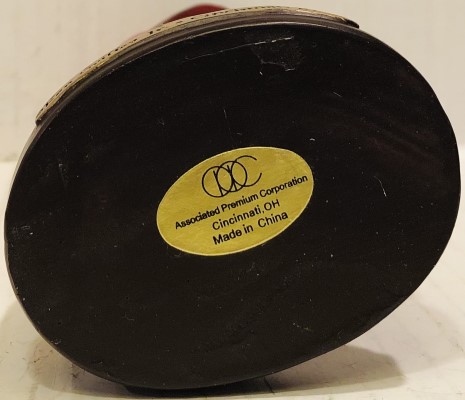 APC
Associated Premium Corporation
Cincinnati, OH
Made in China